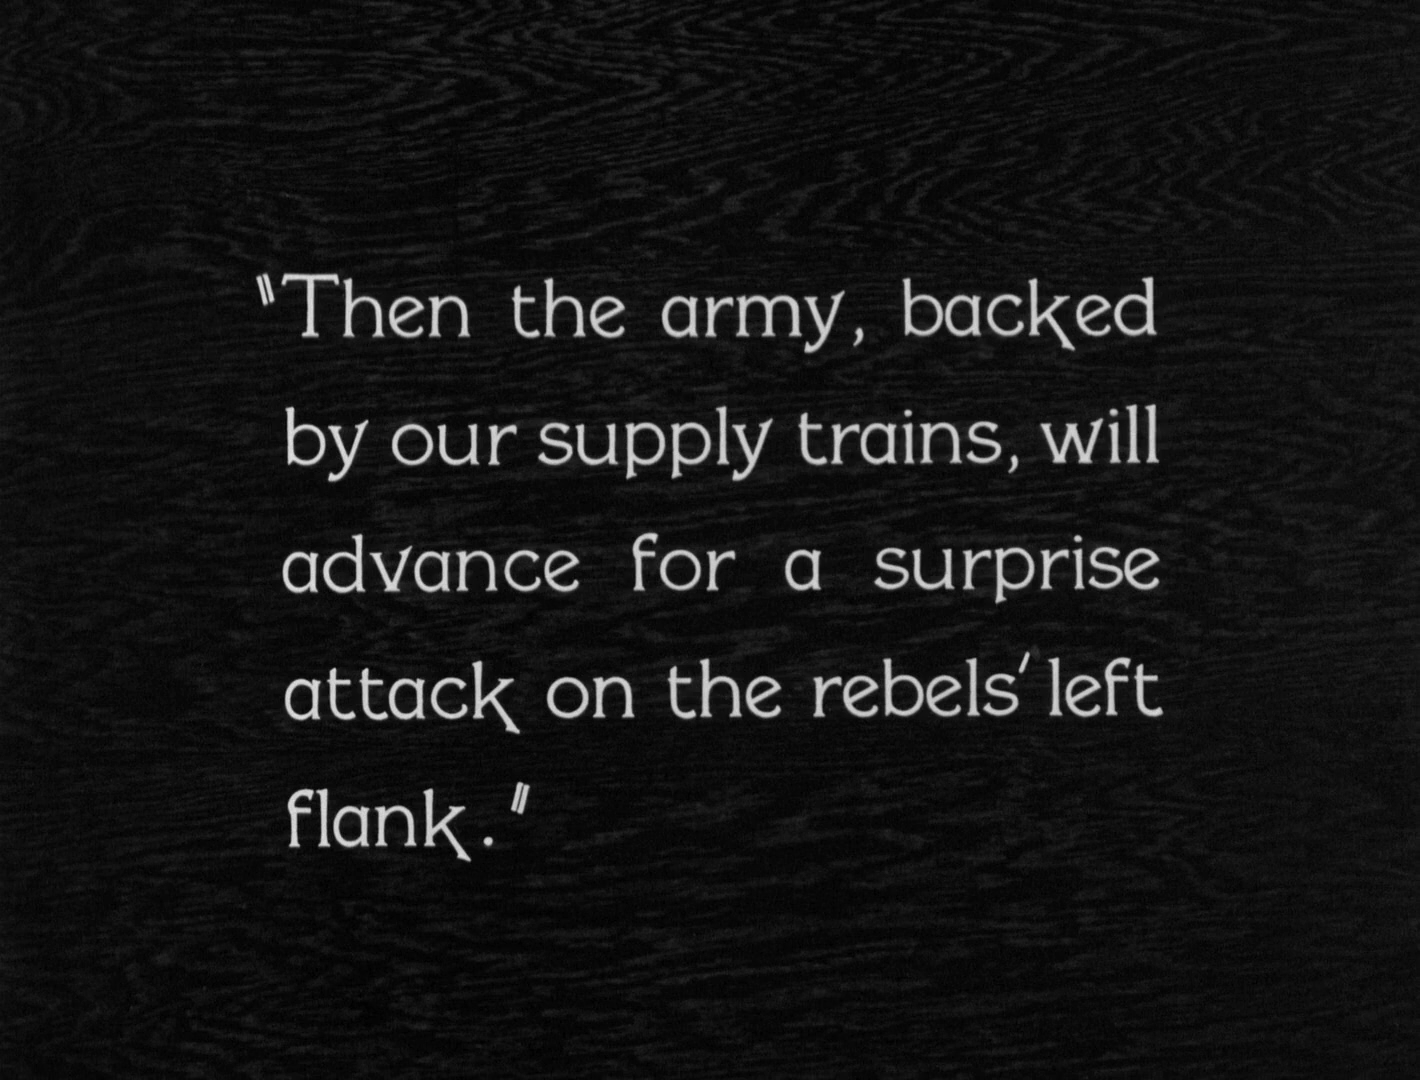 "Then the army, backed
by our supply trains, will
advance for a surprise
attack on the rebels' left
flank."